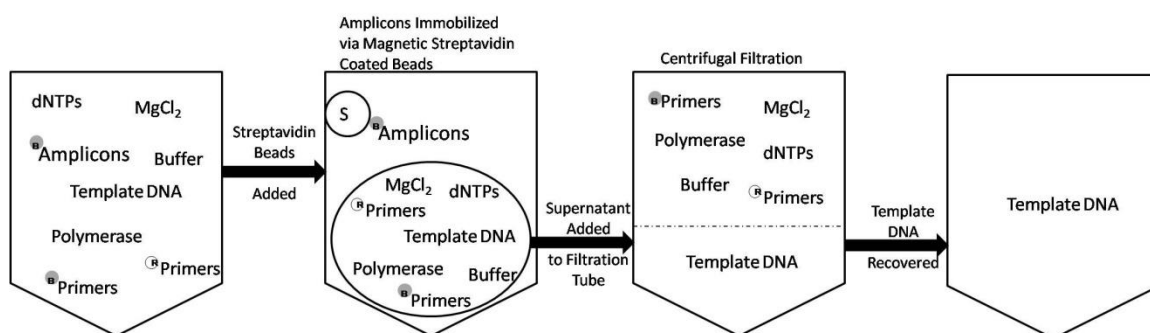 dNTPs
MgCl2
B
Amplicons
Buffer
Template DNA
Polymerase
R
Primers
B
Primers
Streptavidin
Beads
Added
Amplicons Immobilized
via Magnetic Streptavidin
Coated Beads
S
B
Amplicons
MgCl2
dNTPs
R
Primers
Template DNA
Polymerase
Buffer
B
Primers
Supernatant
Added
to Filtration
Tube
Centrifugal Filtration
B
Primers
MgCl2
Polymerase
dNTPs
Buffer
R
Primers
Template DNA
Template
DNA
Recovered
Template DNA